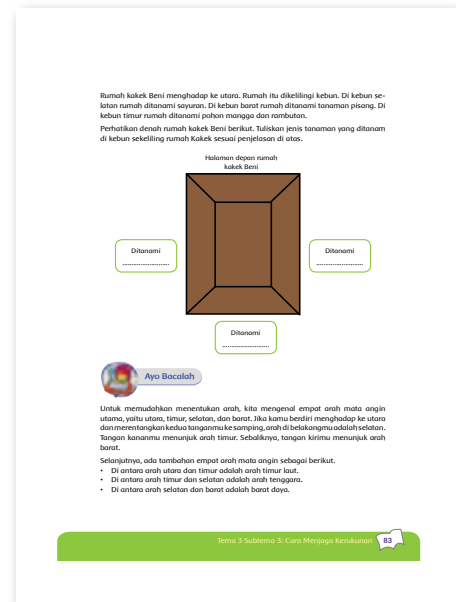 Rumah kakek Beni menghadap ke utara. Rumah itu dikelilingi kebun. Di kebun se-
latan rumah ditanami sayuran. Di kebun barat rumah ditanami tanaman pisang. Di
kebun timur rumah ditanami pohon mangga dan rambutan.
Perhatikan denah rumah kakek Beni berikut. Tuliskan jenis tanaman yang ditanam
di kebun sekeliling rumah Kakek sesuai penjelasan di atas.
Halaman depan rumah
kakek Beni
Ditanami
........................
Ditanami
........................
Ditanami
........................
Ayo Bacalah
Untuk memudahkan menentukan arah, kita mengenal empat arah mata angin
utama, yaitu utara, timur, selatan, dan barat. Jika kamu berdiri menghadap ke utara
dan merentangkan kedua tanganmu ke samping, arah di belakangmu adalah selatan.
Tangan kananmu menunjuk arah timur. Sebaliknya, tangan kirimu menunjuk arah
barat.
Selanjutnya, ada tambahan empat arah mata angin sebagai berikut.
• Di antara arah utara dan timur adalah arah timur laut.
• Di antara arah timur dan selatan adalah arah tenggara.
• Di antara arah selatan dan barat adalah barat daya.
Tema 3 Subtema 3: Cara Menjaga Kerukunan 83